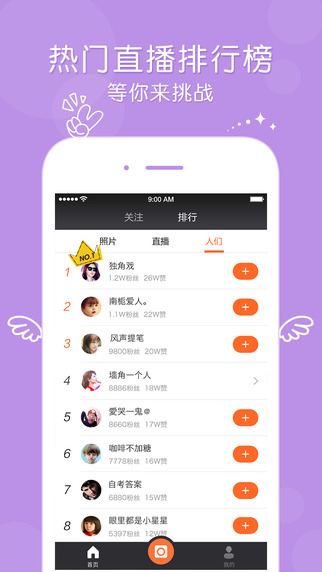 热门直播排行榜
等你来挑战
9:00 AM
关注 排行
照片 直播 人们
NO.1
1 独角戏
1.2W粉丝 26W赞
2 南栀爱人。
1.1W粉丝 22W赞
3 风声提笔
9800粉丝 20W赞
4 墙角一个人
8886粉丝 18W赞
5 愛哭一鬼@
8660粉丝 17W赞
6 咖啡不加糖
7778粉丝 16W赞
7 自考答案
6880粉丝 15W赞
8 眼里都是小星星
5998粉丝 12W赞
首页 我的